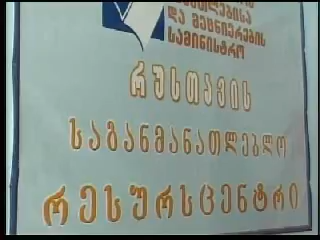 და მეცნიერების
სამინისტრო
რუსთავის
საგანმანათლებლო
რესურსცენტრი